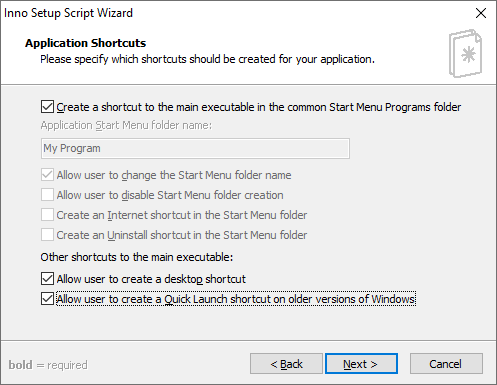 Inno Setup Script Wizard
Application Shortcuts
Please specify which shortcuts should be created for your application.
Create a shortcut to the main executable in the common Start Menu Programs folder
Application Start Menu folder name:
My Program
Allow user to change the Start Menu folder name
Allow user to disable Start Menu folder creation
Create an Internet shortcut in the Start Menu folder
Create an Uninstall shortcut in the Start Menu folder
Other shortcuts to the main executable:
Allow user to create a desktop shortcut
Allow user to create a Quick Launch shortcut on older versions of Windows
bold = required
< Back
Next >
Cancel